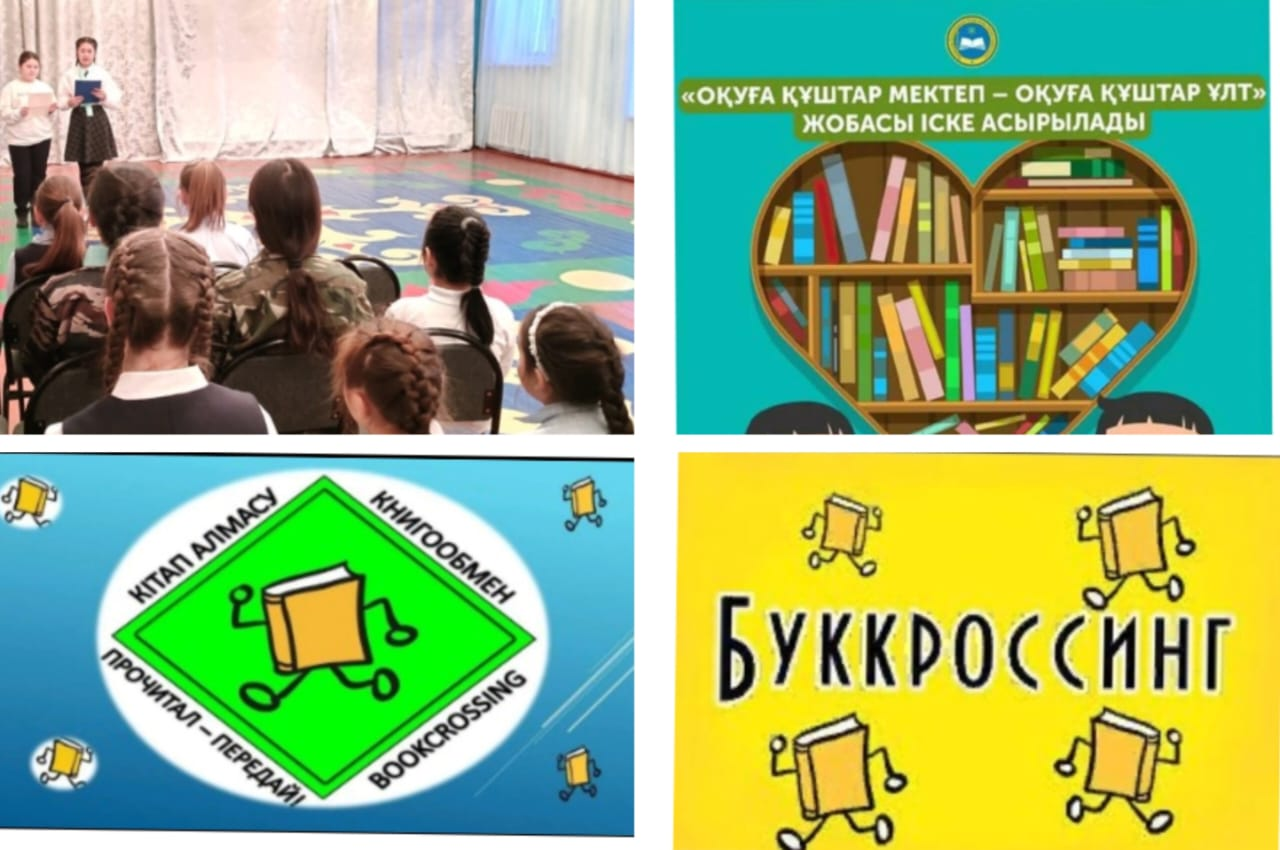 «ОҚУҒА ҚҰШТАР МЕКТЕП – ОҚУҒА ҚҰШТАР ҰЛТ»
ЖОБАСЫ ІСКЕ АСЫРЫЛАДЫ
КІТАП АЛМАСУ
КНИГООБМЕН
ПРОЧИТАЛ – ПЕРЕДАЙ!
BOOKCROSSING
БУККРОССИНГ